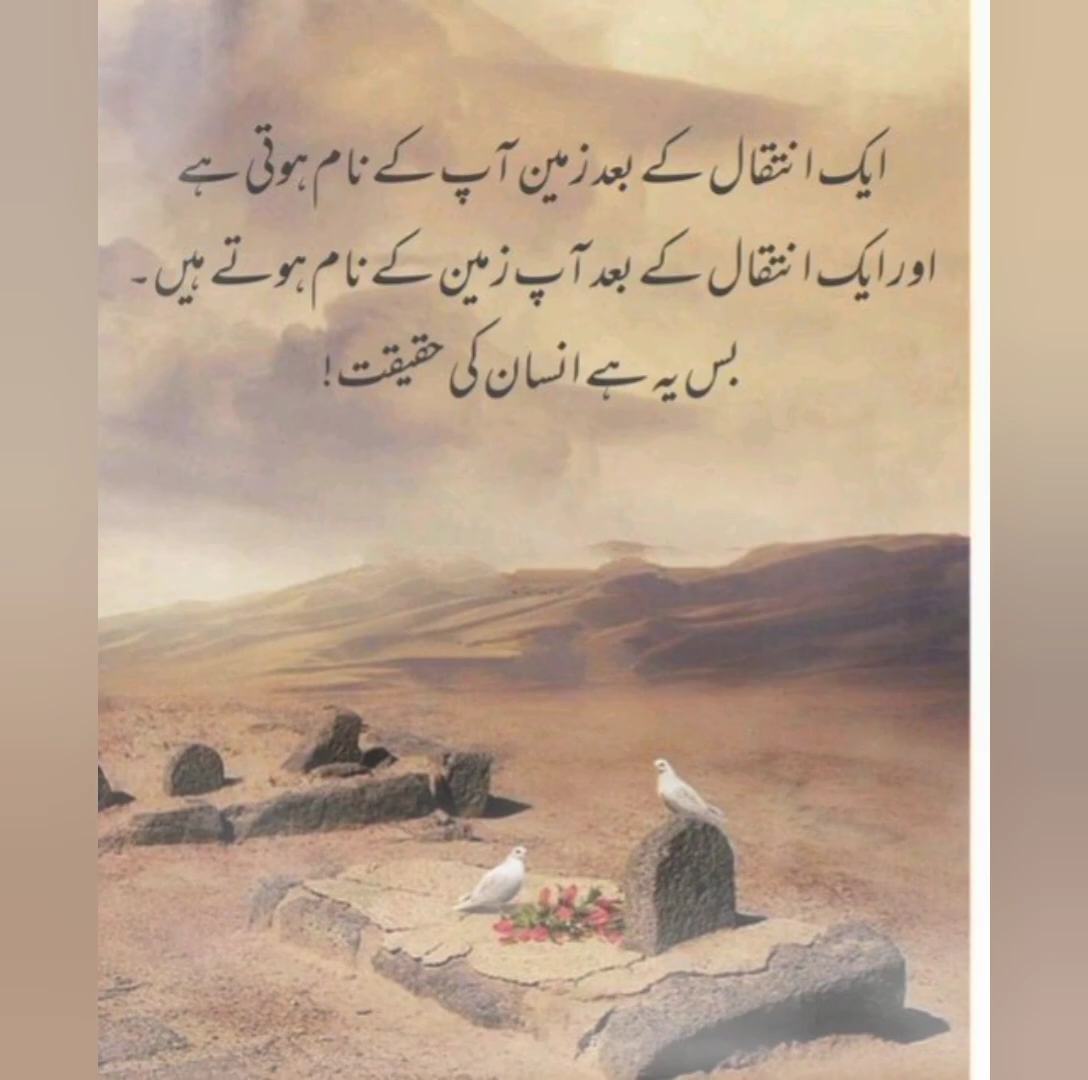 ایک انتقال کے بعد زمین آپ کے نام ہوتی ہے
اور ایک انتقال کے بعد آپ زمین کے نام ہوتے ہیں۔
بس یہ ہے انسان کی حقیقت!